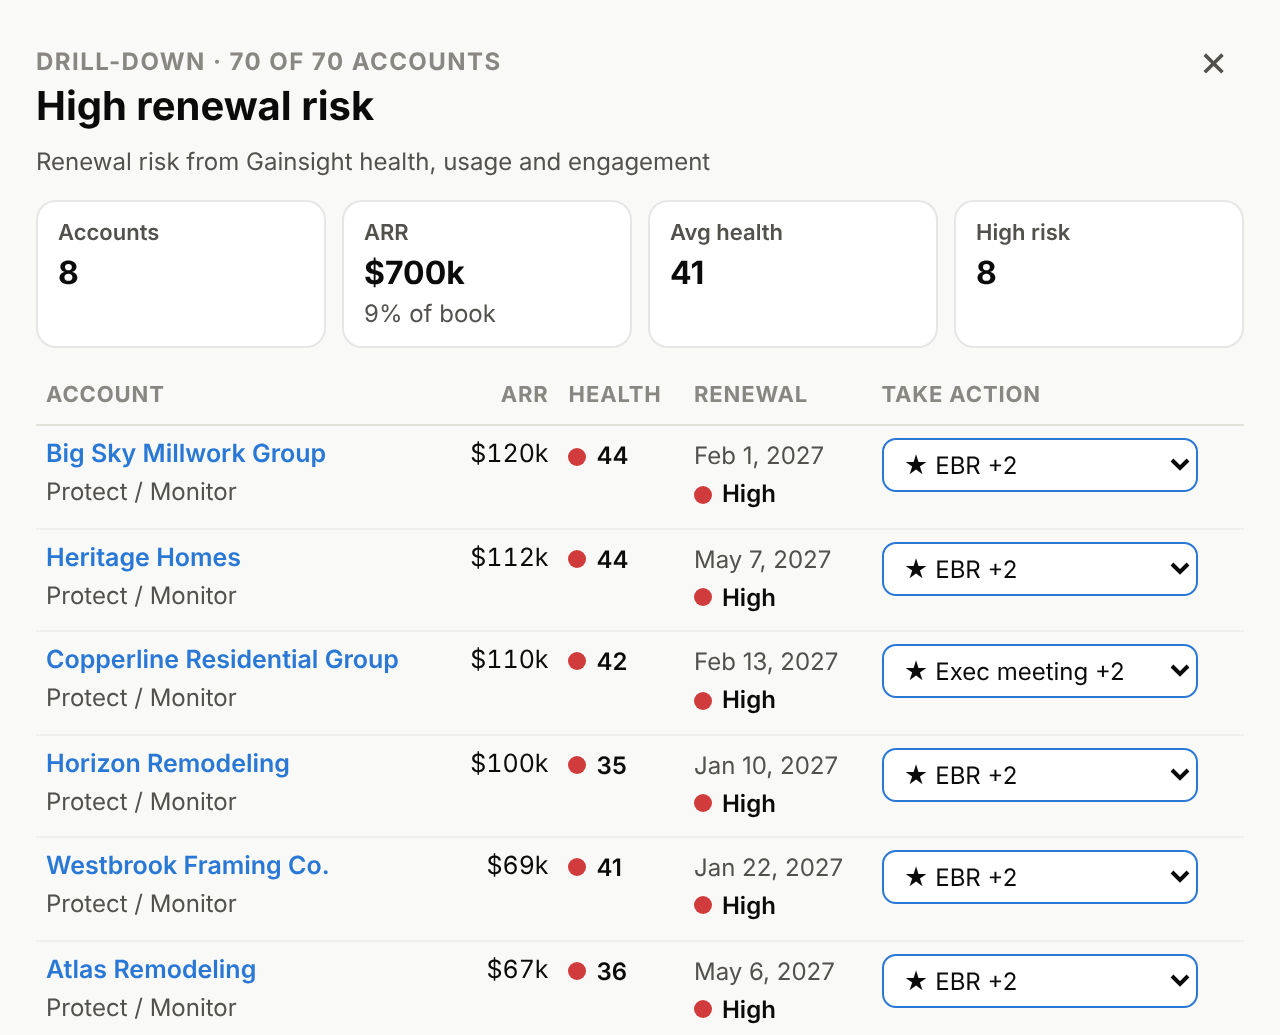 DRILL-DOWN · 70 OF 70 ACCOUNTS
High renewal risk
Renewal risk from Gainsight health, usage and engagement
Accounts
8
ARR
$700k
9% of book
Avg health
41
High risk
8
ACCOUNT ARR HEALTH RENEWAL TAKE ACTION
Big Sky Millwork Group $120k 44 Feb 1, 2027 ★ EBR +2
Protect / Monitor High
Heritage Homes $112k 44 May 7, 2027 ★ EBR +2
Protect / Monitor High
Copperline Residential Group $110k 42 Feb 13, 2027 ★ Exec meeting +2
Protect / Monitor High
Horizon Remodeling $100k 35 Jan 10, 2027 ★ EBR +2
Protect / Monitor High
Westbrook Framing Co. $69k 41 Jan 22, 2027 ★ EBR +2
Protect / Monitor High
Atlas Remodeling $67k 36 May 6, 2027 ★ EBR +2
Protect / Monitor High